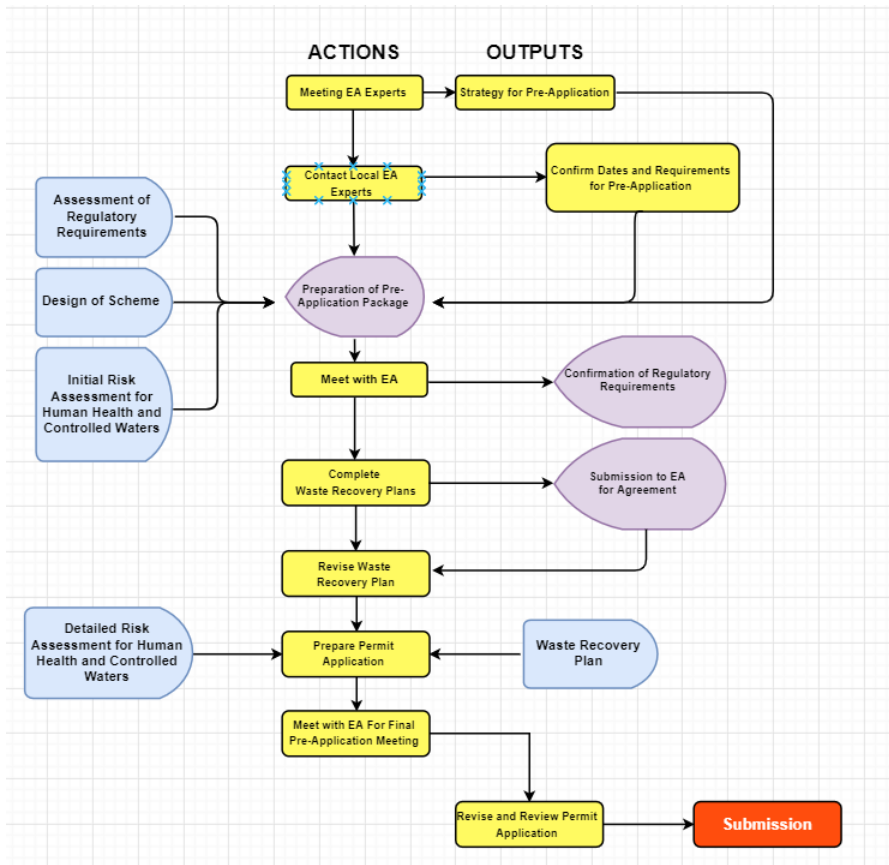 ACTIONS
OUTPUTS
Meeting EA Experts
Strategy for Pre-Application
Contact Local EA
Experts
Confirm Dates and Requirements
for Pre-Application
Assessment of
Regulatory
Requirements
Design of Scheme
Initial Risk
Assessment for
Human Health and
Controlled Waters
Preparation of Pre-
Application Package
Meet with EA
Confirmation of Regulatory
Requirements
Complete
Waste Recovery Plans
Submission to EA
for Agreement
Revise Waste
Recovery Plan
Detailed Risk
Assessment for Human
Health and Controlled
Waters
Prepare Permit
Application
Waste Recovery
Plan
Meet with EA For Final
Pre-Application Meeting
Revise and Review Permit
Application
Submission